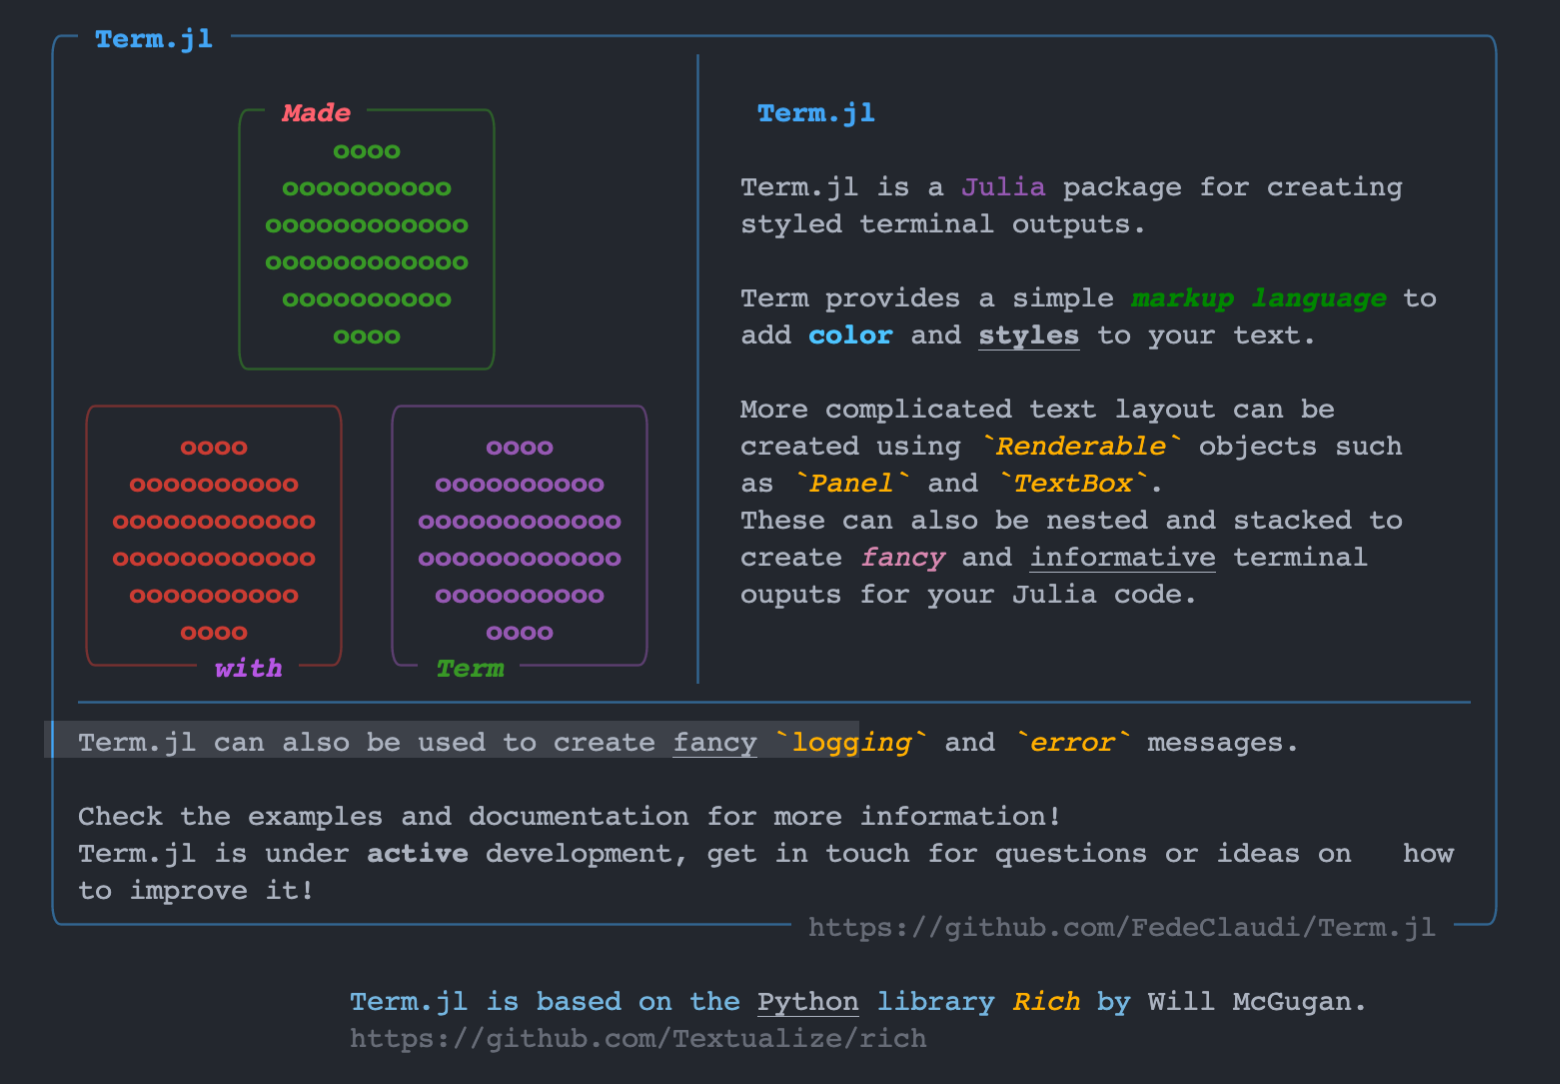 Term.jl
Made
oooo
oooooooooo
oooooooooooo
oooooooooooo
oooooooooo
oooo
oooo
oooooooooo
oooooooooooo
oooooooooooo
oooooooooo
oooo
with
oooo
oooooooooo
oooooooooooo
oooooooooooo
oooooooooo
oooo
Term
Term.jl
Term.jl is a Julia package for creating
styled terminal outputs.
Term provides a simple markup language to
add color and styles to your text.
More complicated text layout can be
created using `Renderable` objects such
as `Panel` and `TextBox`.
These can also be nested and stacked to
create fancy and informative terminal
ouputs for your Julia code.
Term.jl can also be used to create fancy `logging` and `error` messages.
Check the examples and documentation for more information!
Term.jl is under active development, get in touch for questions or ideas on   how
to improve it!
https://github.com/FedeClaudi/Term.jl
Term.jl is based on the Python library Rich by Will McGugan.
https://github.com/Textualize/rich